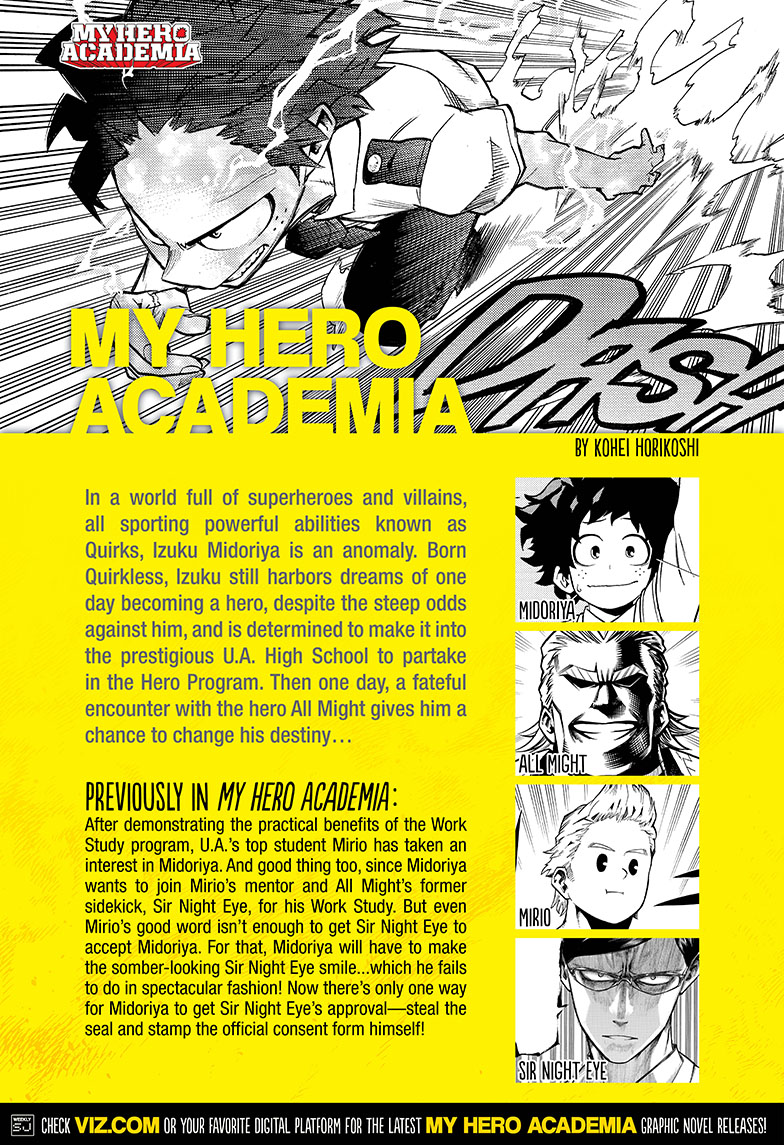 MY HERO
ACADEMIA
DASH
MY HERO
ACADEMIA
BY KOHEI HORIKOSHI
In a world full of superheroes and villains,
all sporting powerful abilities known as
Quirks, Izuku Midoriya is an anomaly. Born
Quirkless, Izuku still harbors dreams of one
day becoming a hero, despite the steep odds
against him, and is determined to make it into
the prestigious U.A. High School to partake
in the Hero Program. Then one day, a fateful
encounter with the hero All Might gives him a
chance to change his destiny…
PREVIOUSLY IN MY HERO ACADEMIA:
After demonstrating the practical benefits of the Work
Study program, U.A.’s top student Mirio has taken an
interest in Midoriya. And good thing too, since Midoriya
wants to join Mirio’s mentor and All Might’s former
sidekick, Sir Night Eye, for his Work Study. But even
Mirio’s good word isn’t enough to get Sir Night Eye to
accept Midoriya. For that, Midoriya will have to make
the somber-looking Sir Night Eye smile...which he fails
to do in spectacular fashion! Now there’s only one way
for Midoriya to get Sir Night Eye’s approval—steal the
seal and stamp the official consent form himself!
MIDORIYA
ALL MIGHT
MIRIO
SIR NIGHT EYE
WEEKLY
SJ
CHECK VIZ.COM OR YOUR FAVORITE DIGITAL PLATFORM FOR THE LATEST MY HERO ACADEMIA GRAPHIC NOVEL RELEASES!